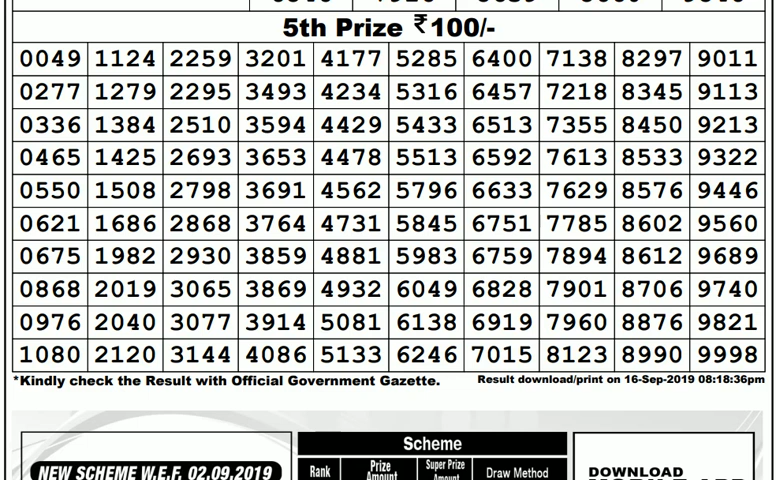 5th Prize ₹100/-
0049 1124 2259 3201 4177 5285 6400 7138 8297 9011
0277 1279 2295 3493 4234 5316 6457 7218 8345 9113
0336 1384 2510 3594 4429 5433 6513 7355 8450 9213
0465 1425 2693 3653 4478 5513 6592 7613 8533 9322
0550 1508 2798 3691 4562 5796 6633 7629 8576 9446
0621 1686 2868 3764 4731 5845 6751 7785 8602 9560
0675 1982 2930 3859 4881 5983 6759 7894 8612 9689
0868 2019 3065 3869 4932 6049 6828 7901 8706 9740
0976 2040 3077 3914 5081 6138 6919 7960 8876 9821
1080 2120 3144 4086 5133 6246 7015 8123 8990 9998
*Kindly check the Result with Official Government Gazette. Result download/print on 16-Sep-2019 08:18:36pm
Scheme
NEW SCHEME W.E.F. 02.09.2019
Rank Prize Amount Super Prize Amount Draw Method
DOWNLOAD
MOBILE APP